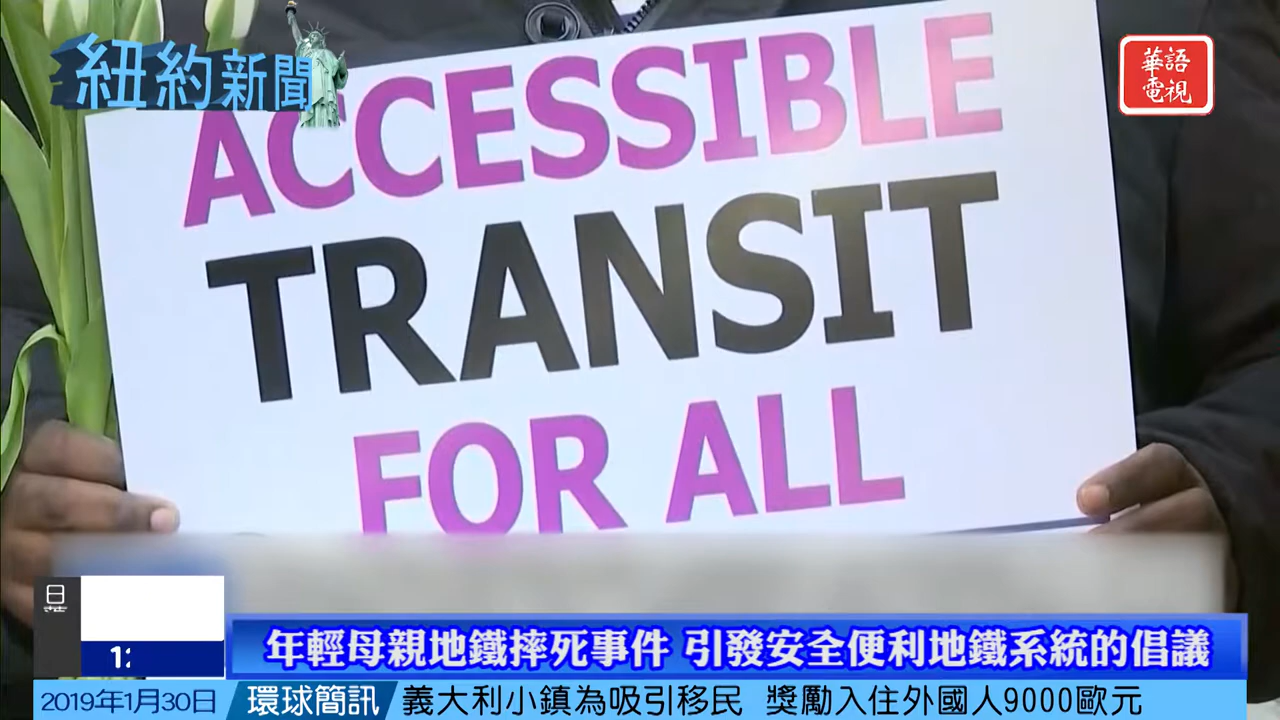 紐約新聞
華語
電視
ACCESSIBLE
TRANSIT
FOR ALL
日
1
年輕母親地鐵摔死事件 引發安全便利地鐵系統的倡議
2019年1月30日 環球簡訊 義大利小鎮為吸引移民 獎勵入住外國人9000歐元